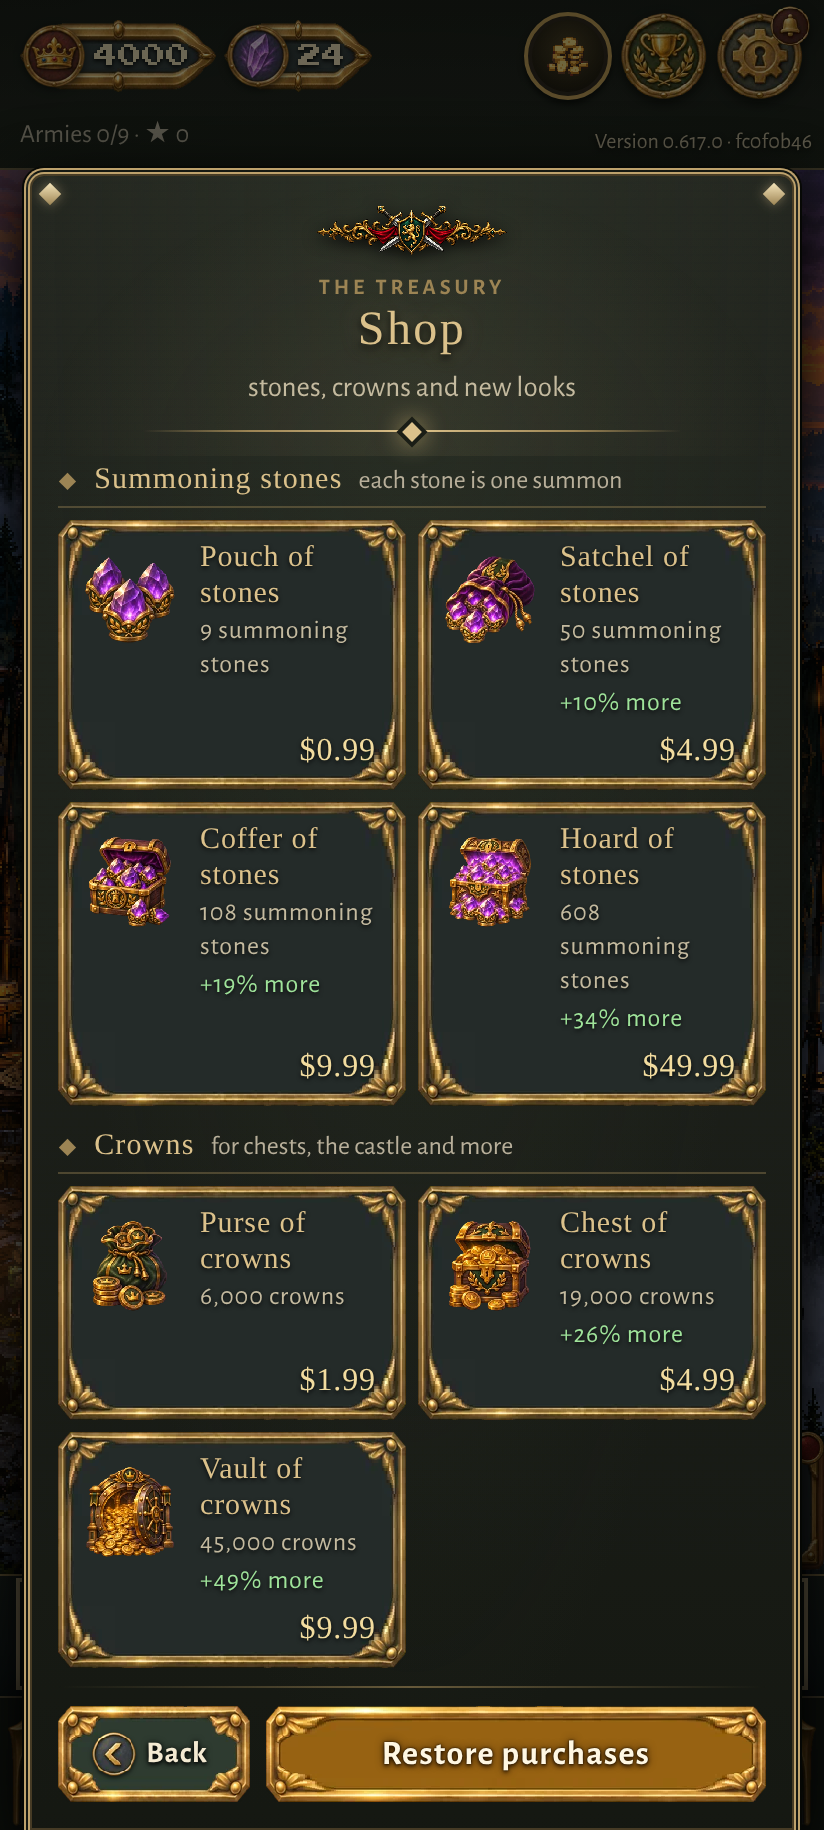 4000
24
Armies 0/9 · ★ 0
Version 0.617.0 · fc0f0b46
THE TREASURY
Shop
stones, crowns and new looks
Summoning stones each stone is one summon
Pouch of
stones
9 summoning
stones
$0.99
Satchel of
stones
50 summoning
stones
+10% more
$4.99
Coffer of
stones
108 summoning
stones
+19% more
$9.99
Hoard of
stones
608
summoning
stones
+34% more
$49.99
Crowns for chests, the castle and more
Purse of
crowns
6,000 crowns
$1.99
Chest of
crowns
19,000 crowns
+26% more
$4.99
Vault of
crowns
45,000 crowns
+49% more
$9.99
Back
Restore purchases